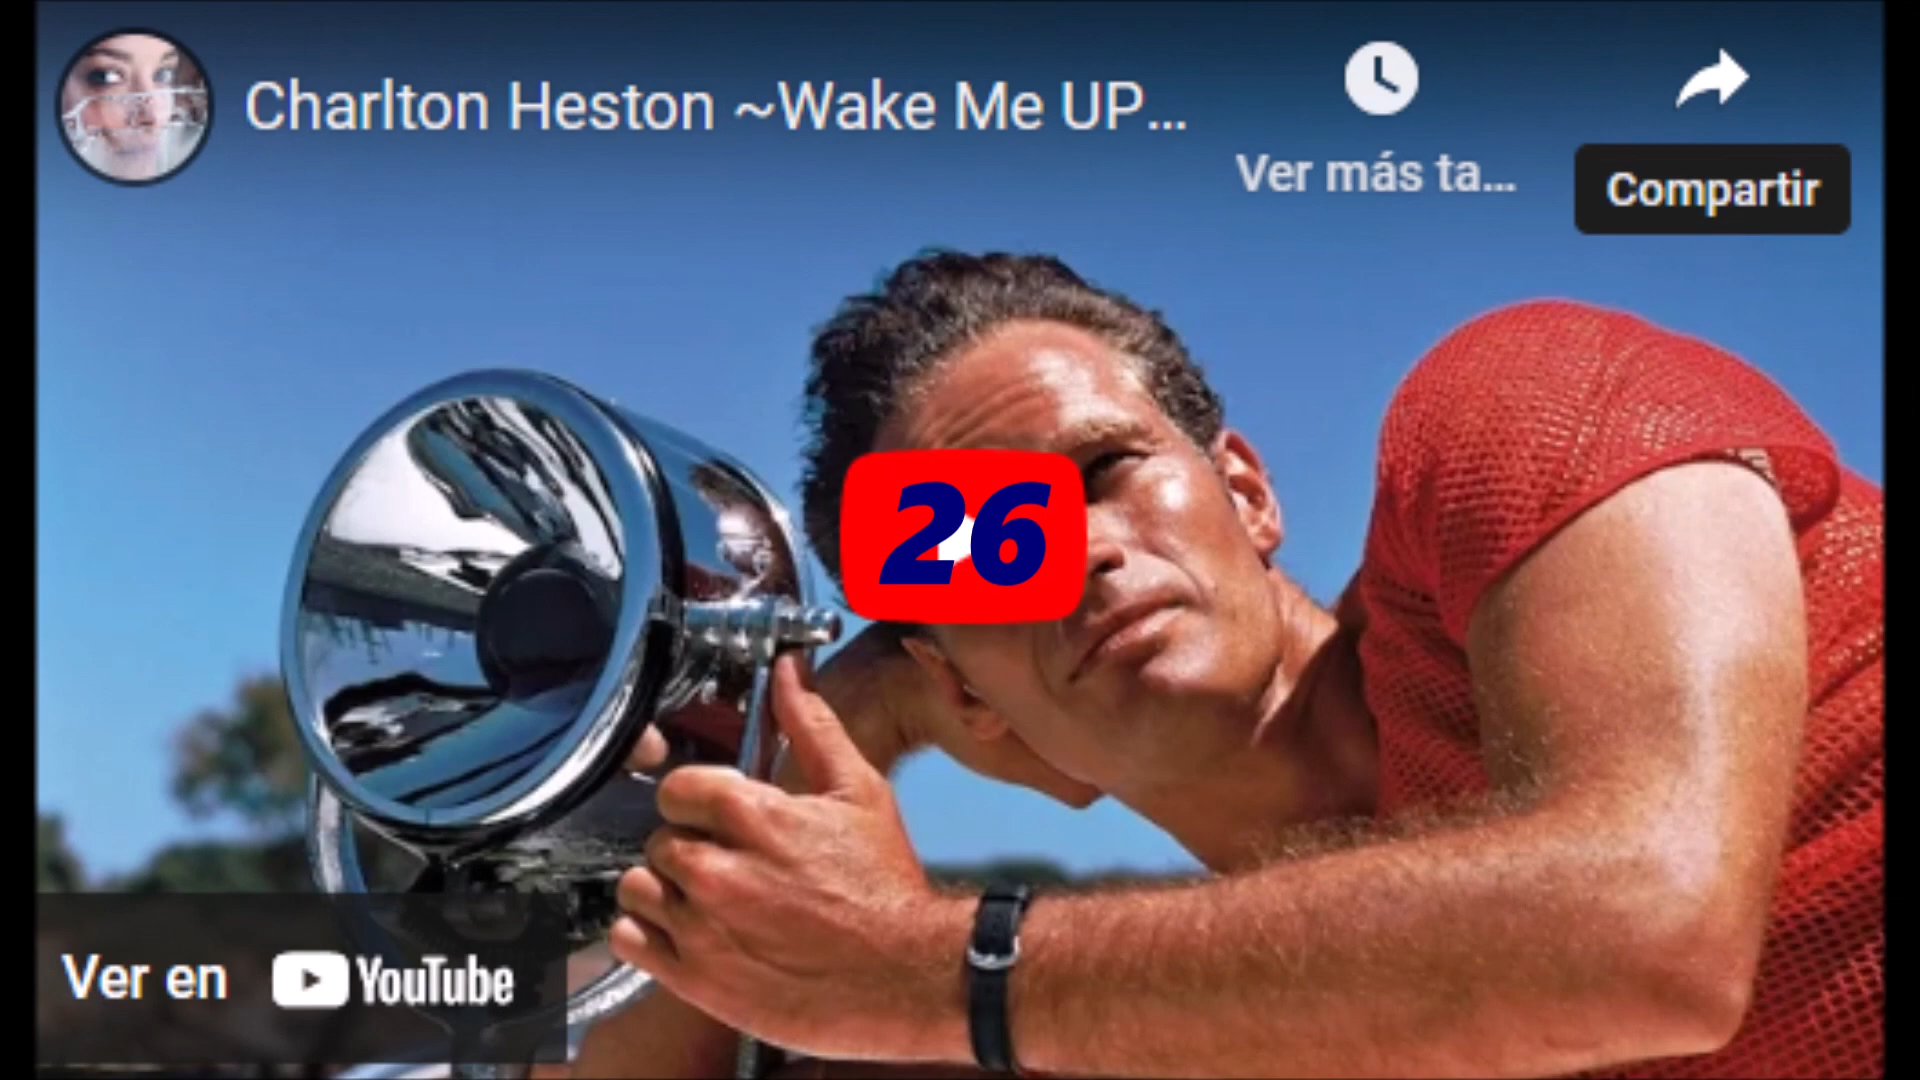 Charlton Heston ~Wake Me UP...
Ver más ta...
Compartir
26
Ver en YouTube